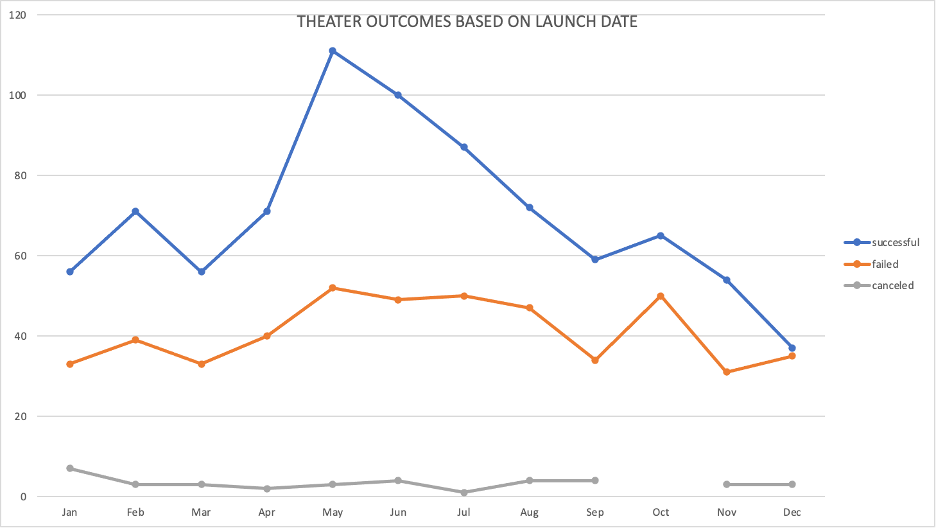 THEATER OUTCOMES BASED ON LAUNCH DATE
120
100
80
60
40
20
0
Jan Feb Mar Apr May Jun Jul Aug Sep Oct Nov Dec
successful
failed
canceled